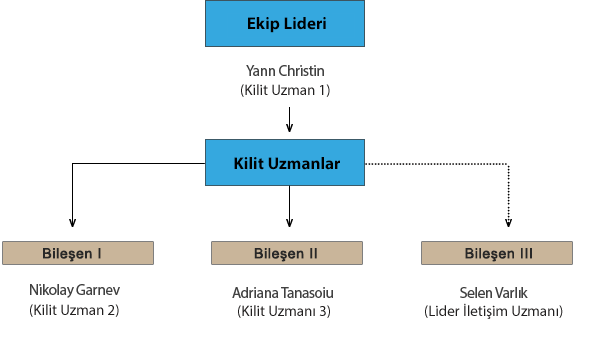 Ekip Lideri
Yann Christin
(Kilit Uzman 1)
Kilit Uzmanlar
Bileşen I
Bileşen II
Bileşen III
Nikolay Garnev
(Kilit Uzman 2)
Adriana Tanasoiu
(Kilit Uzmanı 3)
Selen Varlık
(Lider İletişim Uzmanı)